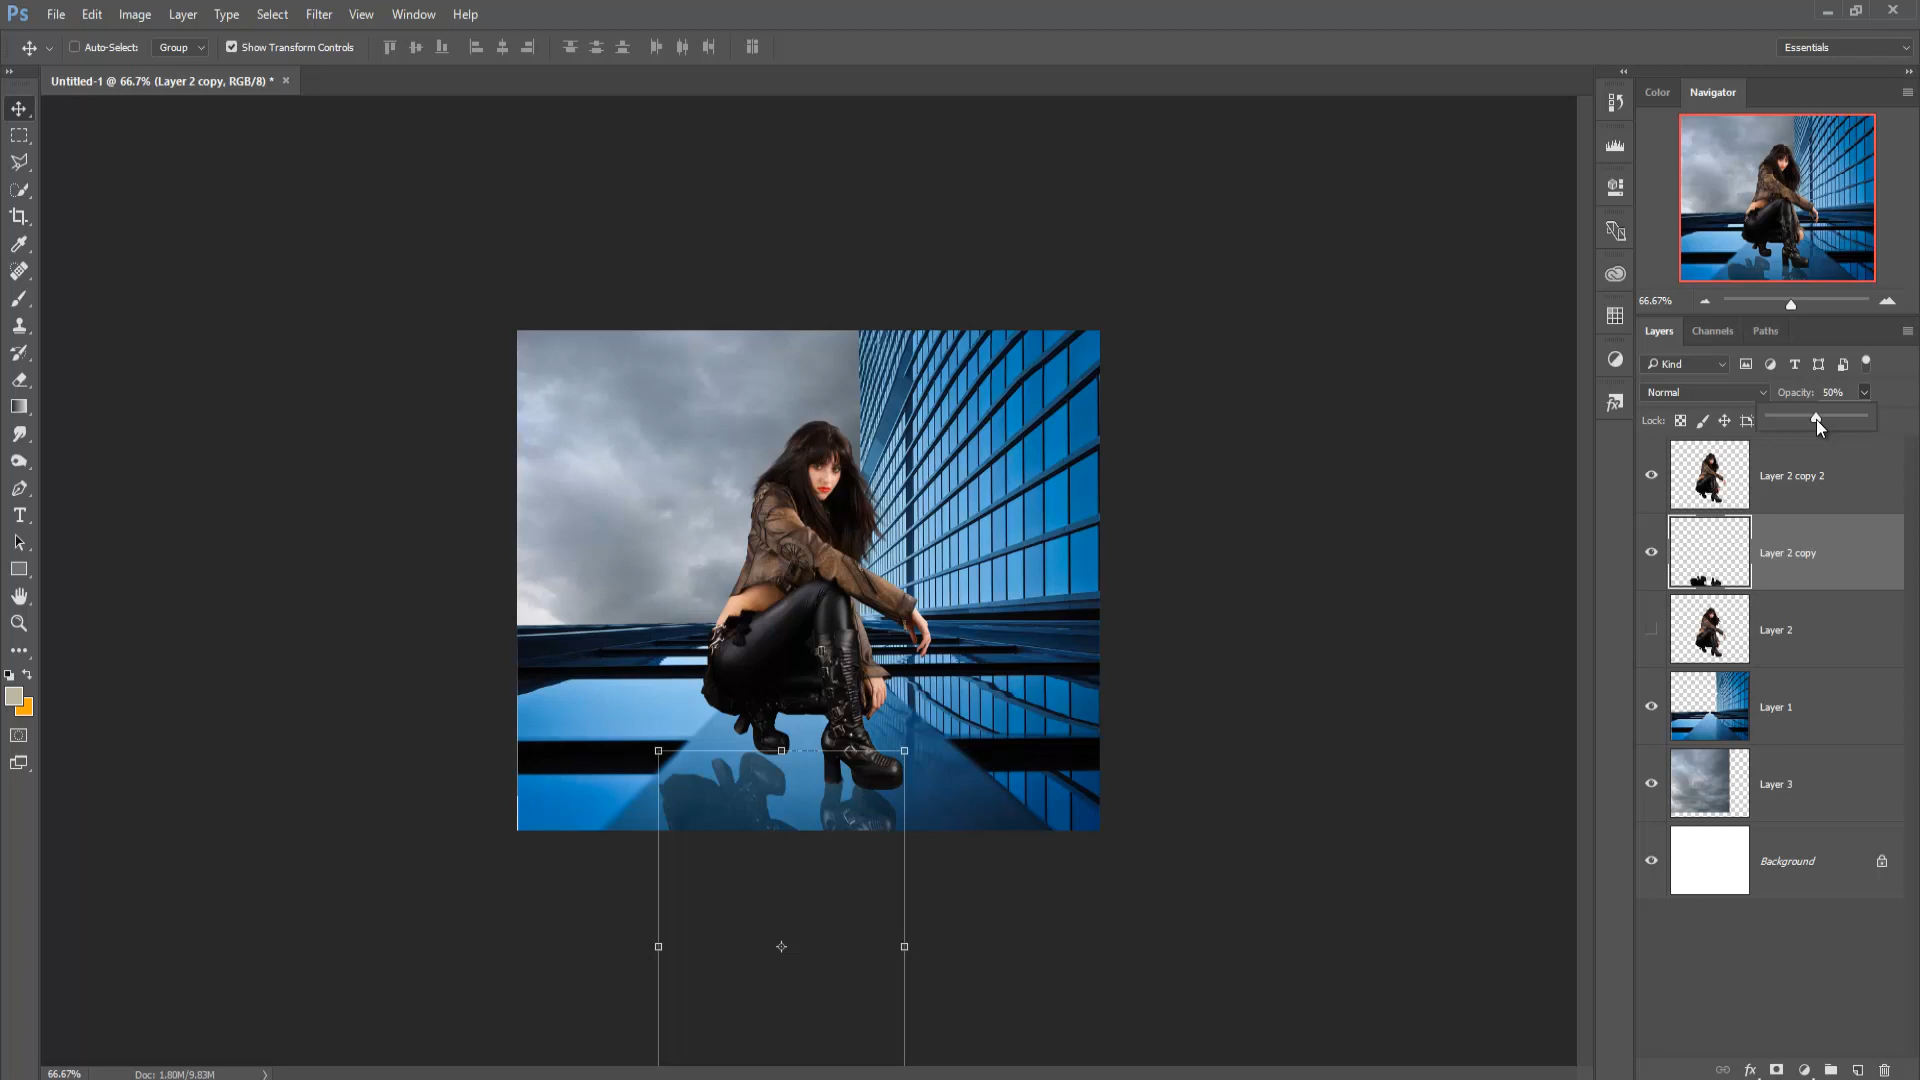 Ps File Edit Image Layer Type Select Filter View Window Help
Auto-Select: Group Show Transform Controls Essentials
Untitled-1 @ 66.7% (Layer 2 copy, RGB/8) * ×
Color Navigator
66.67%
Layers Channels Paths
Kind
Normal Opacity: 50%
Lock:
Layer 2 copy 2
Layer 2 copy
Layer 2
Layer 1
Layer 3
Background
66.67% Doc: 1.80M/9.83M
fx